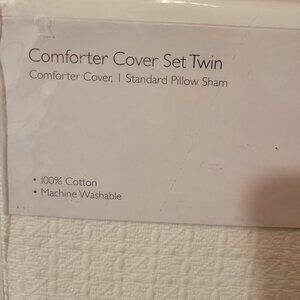 Comforter Cover Set Twin
Comforter Cover, 1 Standard Pillow Sham
• 100% Cotton
• Machine Washable